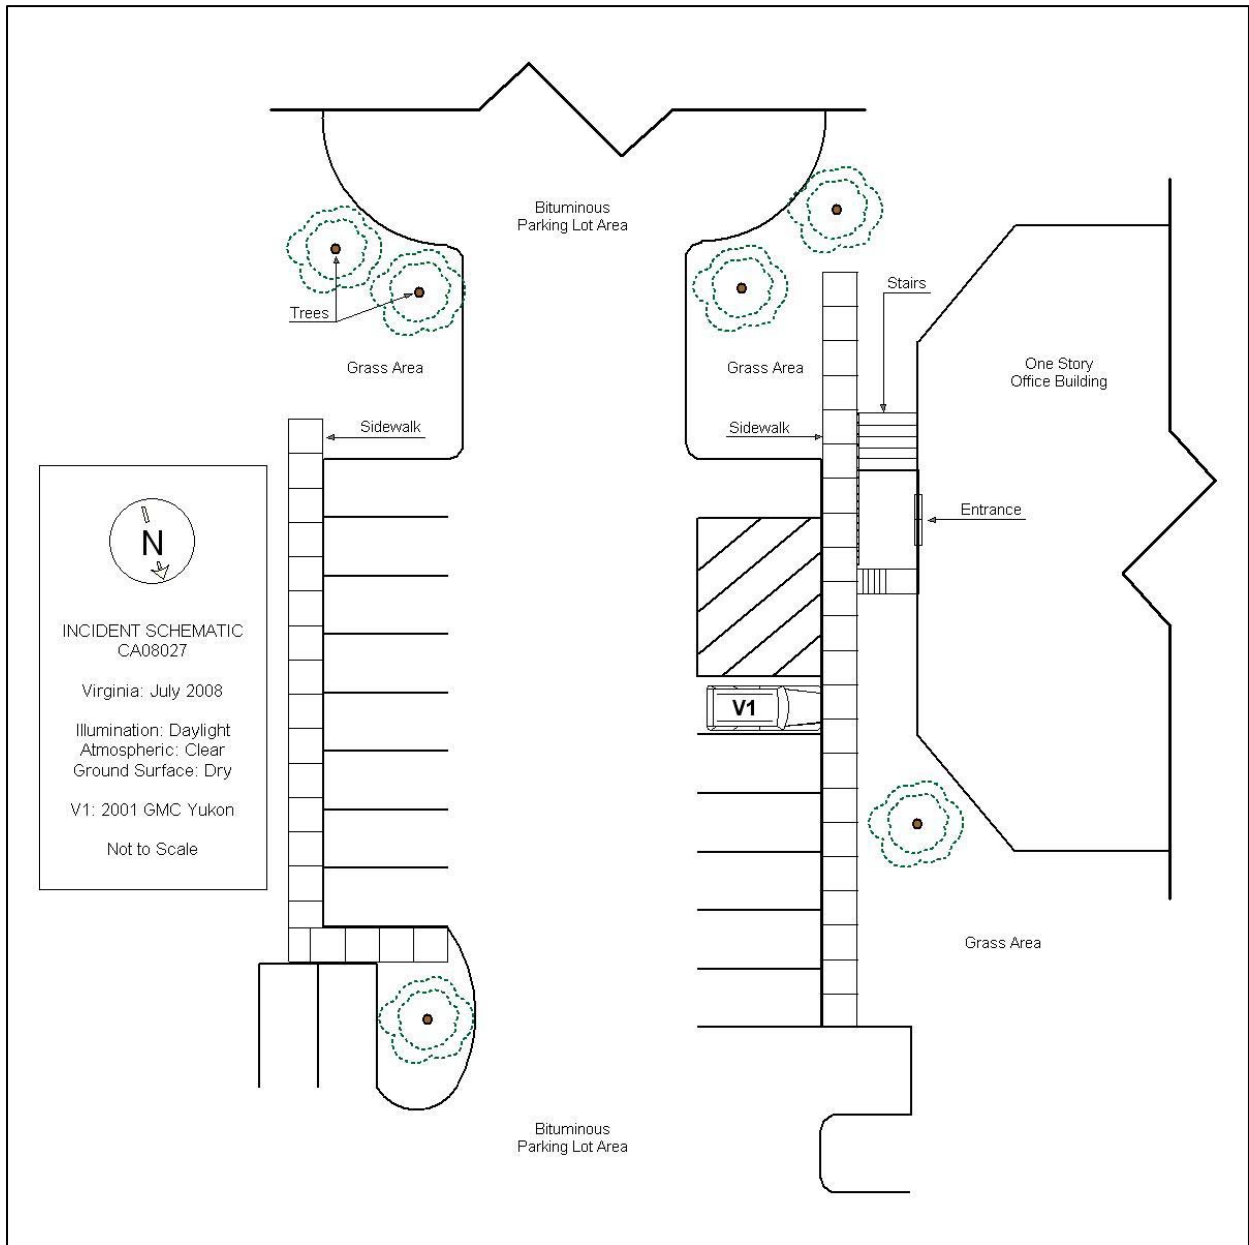 Bituminous
Parking Lot Area
Stairs
Trees
Grass Area
Grass Area
One Story
Office Building
Sidewalk
Sidewalk
Entrance
N
INCIDENT SCHEMATIC
CA08027
Virginia: July 2008
Illumination: Daylight
Atmospheric: Clear
Ground Surface: Dry
V1: 2001 GMC Yukon
Not to Scale
V1
Grass Area
Bituminous
Parking Lot Area